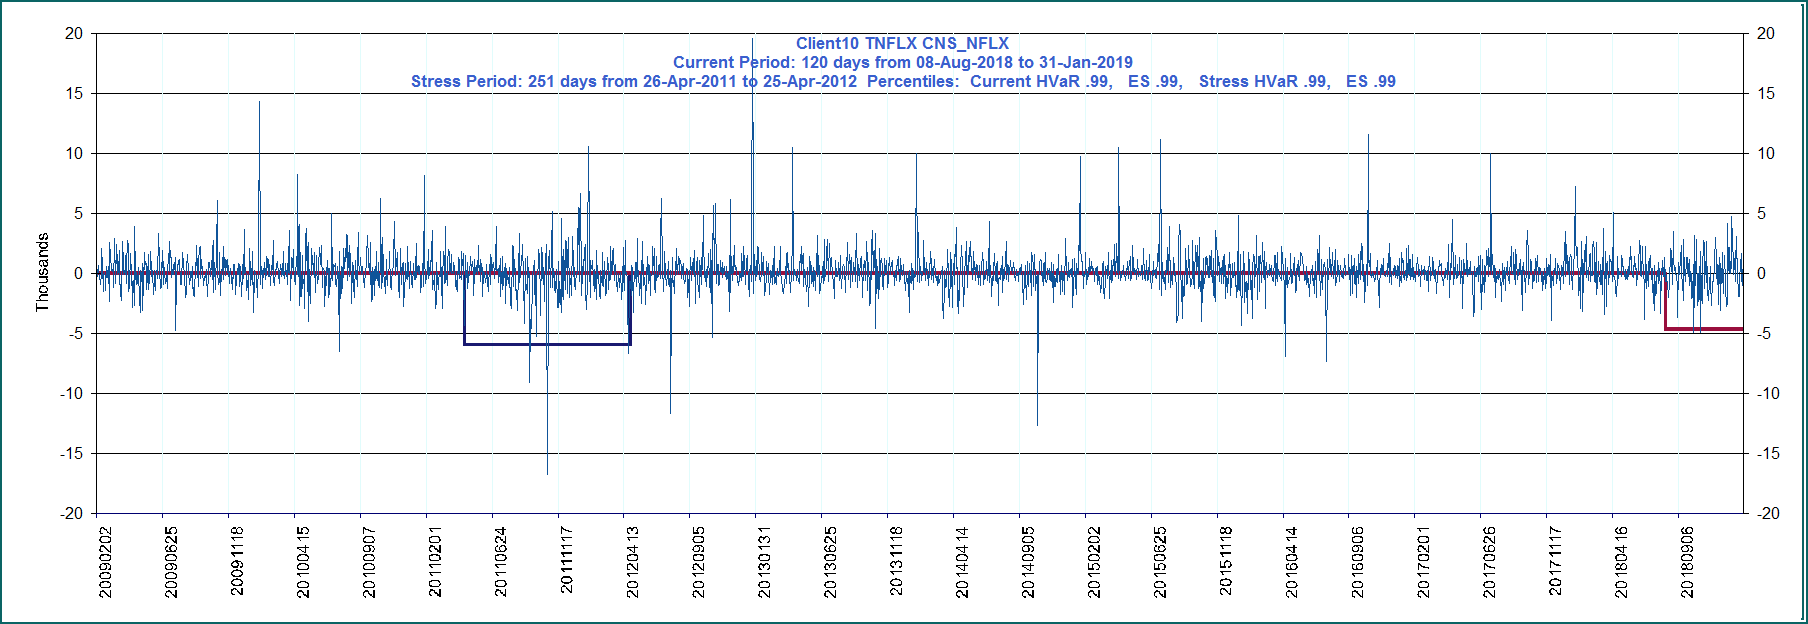 Client10 TNFLX CNS_NFLX
Current Period: 120 days from 08-Aug-2018 to 31-Jan-2019
Stress Period: 251 days from 26-Apr-2011 to 25-Apr-2012 Percentiles: Current HVaR .99, ES .99, Stress HVaR .99, ES .99
20 20
15 15
10 10
5 5
0 0
-5 -5
-10 -10
-15 -15
-20 -20
Thousands
20090202 20090625 20091118 20100415 20100907 20110201 20110624 20111117 20120413 20120905 20130131 20130625 20131118 20140414 20140905 20150202 20150625 20151118 20160414 20160906 20170201 20170626 20171117 20180416 20180906